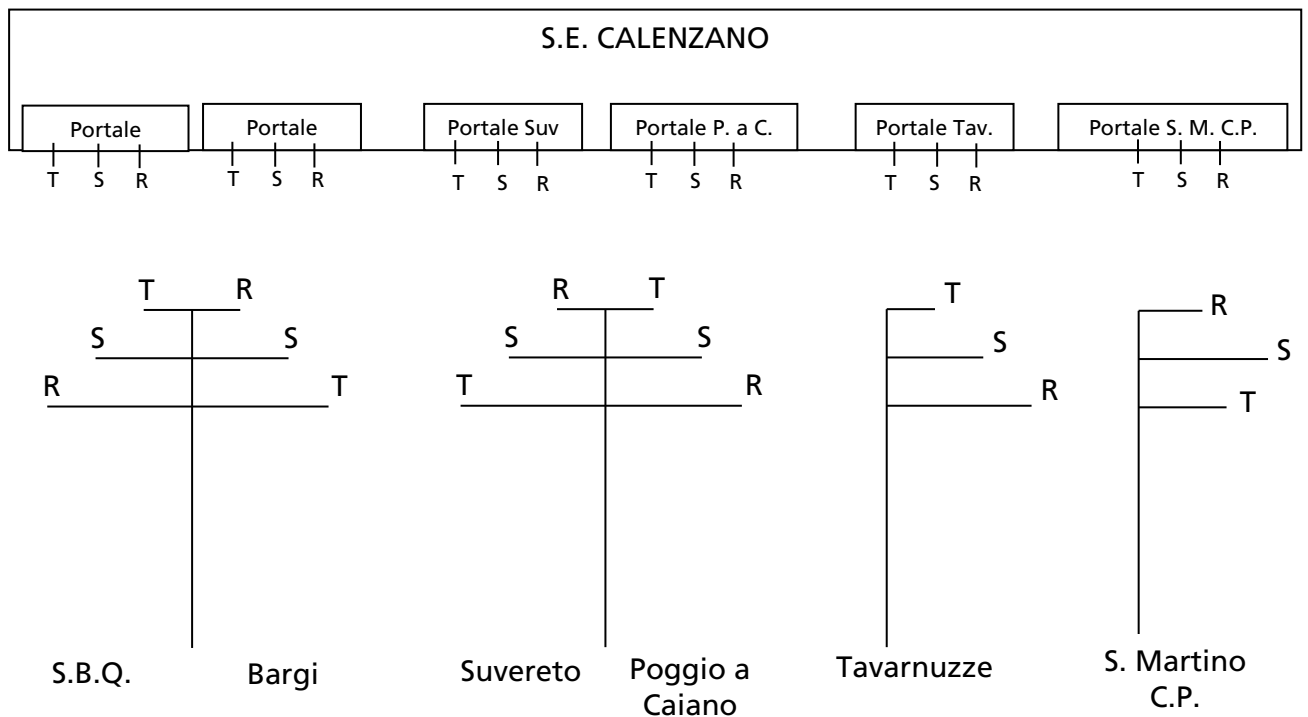 S.E. CALENZANO
Portale Portale Portale Suv Portale P. a C. Portale Tav. Portale S. M. C.P.
T S R T S R T S R T S R T S R T S R
T R R T T R
S S S S S S
R T T R R T
S.B.Q. Bargi Suvereto Poggio a Tavarnuzze S. Martino
Caiano C.P.